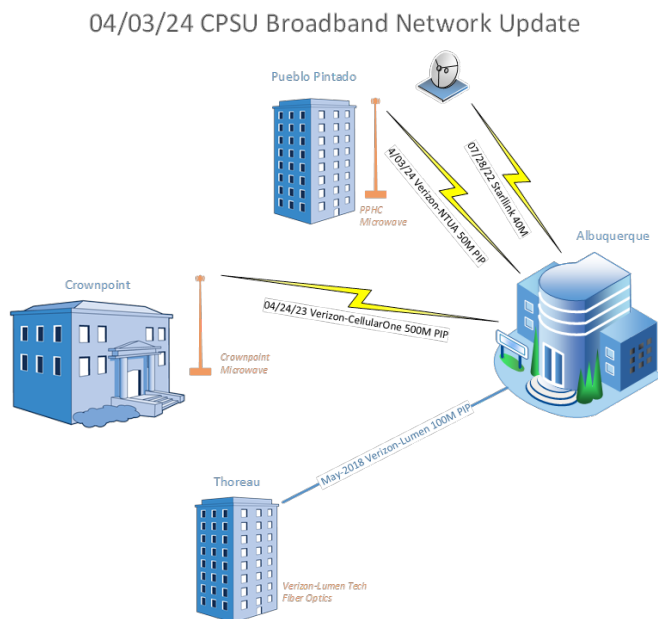 04/03/24 CPSU Broadband Network Update
Pueblo Pintado
PPHC
Microwave
4/03/24 Verizon-NTUA 50M PIP
07/28/22 Starllink 40M
Albuquerque
Crownpoint
04/24/23 Verizon-CellularOne 500M PIP
Crownpoint
Microwave
May-2018 Verizon-Lumen 100M PIP
Thoreau
Verizon-Lumen Tech
Fiber Optics